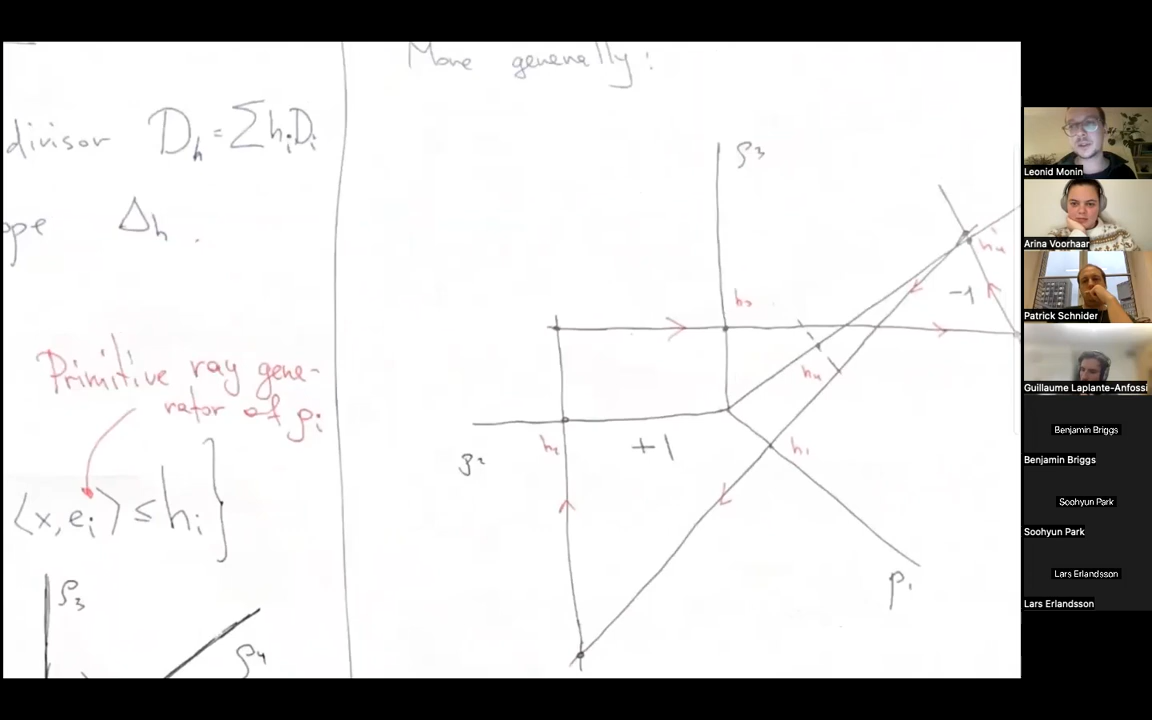 More generally:
divisor D_h = ∑ h_i D_i
ope Δ_h .
Primitive ray gene-
rator of ρ_i
⟨x, e_i⟩ ≤ h_i }
ρ_3
ρ_4
ρ_3
h_3
h_4
-1
h_4
h_2
+1
h_1
ρ_2
ρ_1
Leonid Monin
Arina Voorhaar
Patrick Schnider
Guillaume Laplante-Anfossi
Benjamin Briggs
Benjamin Briggs
Soohyun Park
Soohyun Park
Lars Erlandsson
Lars Erlandsson